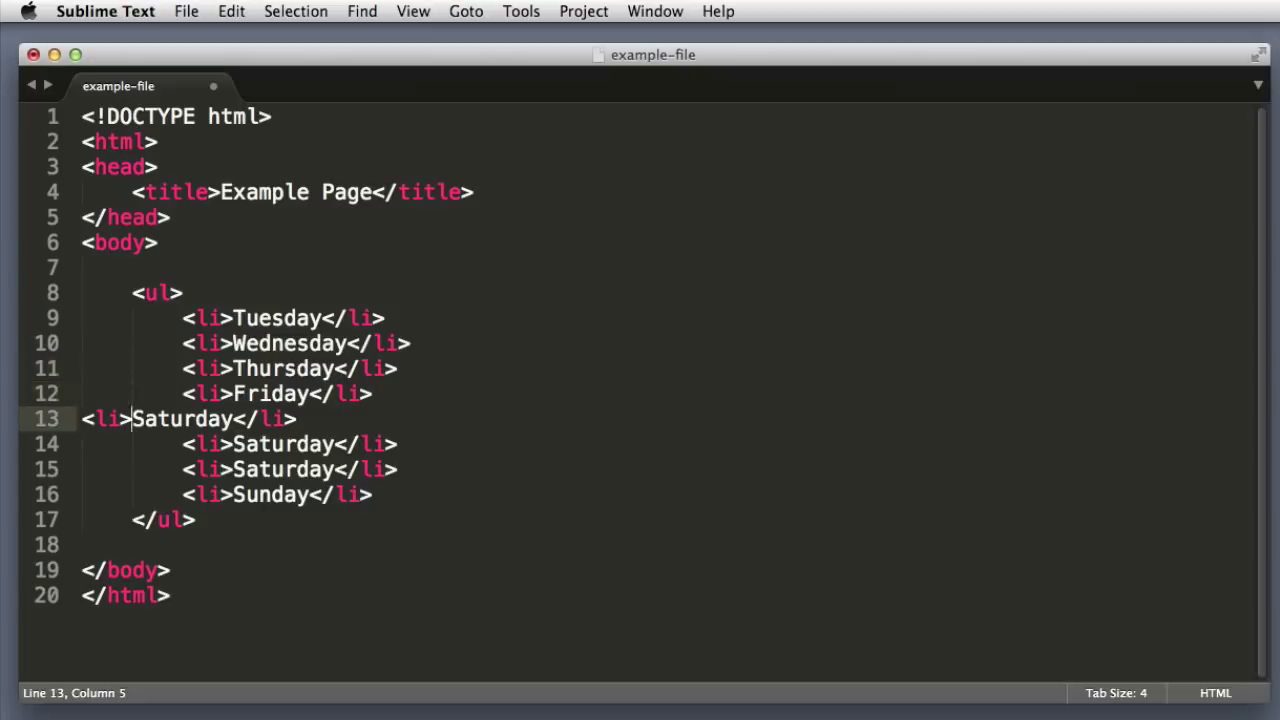 Sublime Text File Edit Selection Find View Goto Tools Project Window Help
example-file
example-file
1 <!DOCTYPE html>
2 <html>
3 <head>
4 <title>Example Page</title>
5 </head>
6 <body>
7
8 <ul>
9 <li>Tuesday</li>
10 <li>Wednesday</li>
11 <li>Thursday</li>
12 <li>Friday</li>
13 <li>Saturday</li>
14 <li>Saturday</li>
15 <li>Saturday</li>
16 <li>Sunday</li>
17 </ul>
18
19 </body>
20 </html>
Line 13, Column 5 Tab Size: 4 HTML